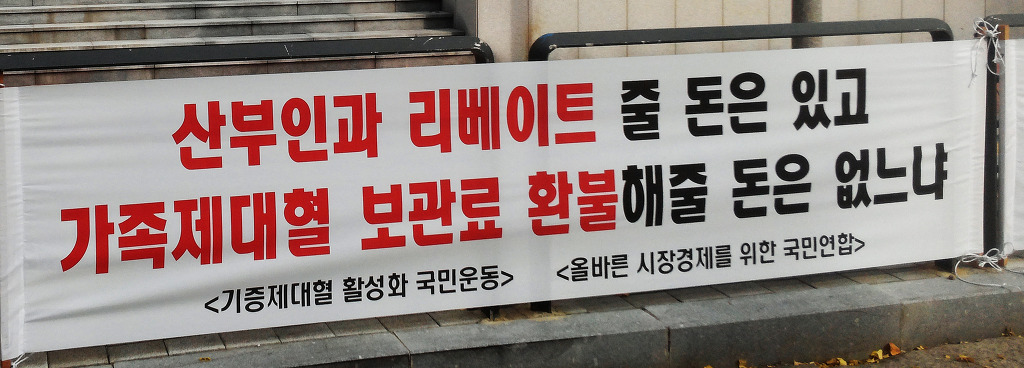 산부인과 리베이트 줄 돈은 있고
가족제대혈 보관료 환불해줄 돈은 없느냐
<기증제대혈 활성화 국민운동> <올바른 시장경제를 위한 국민연합>